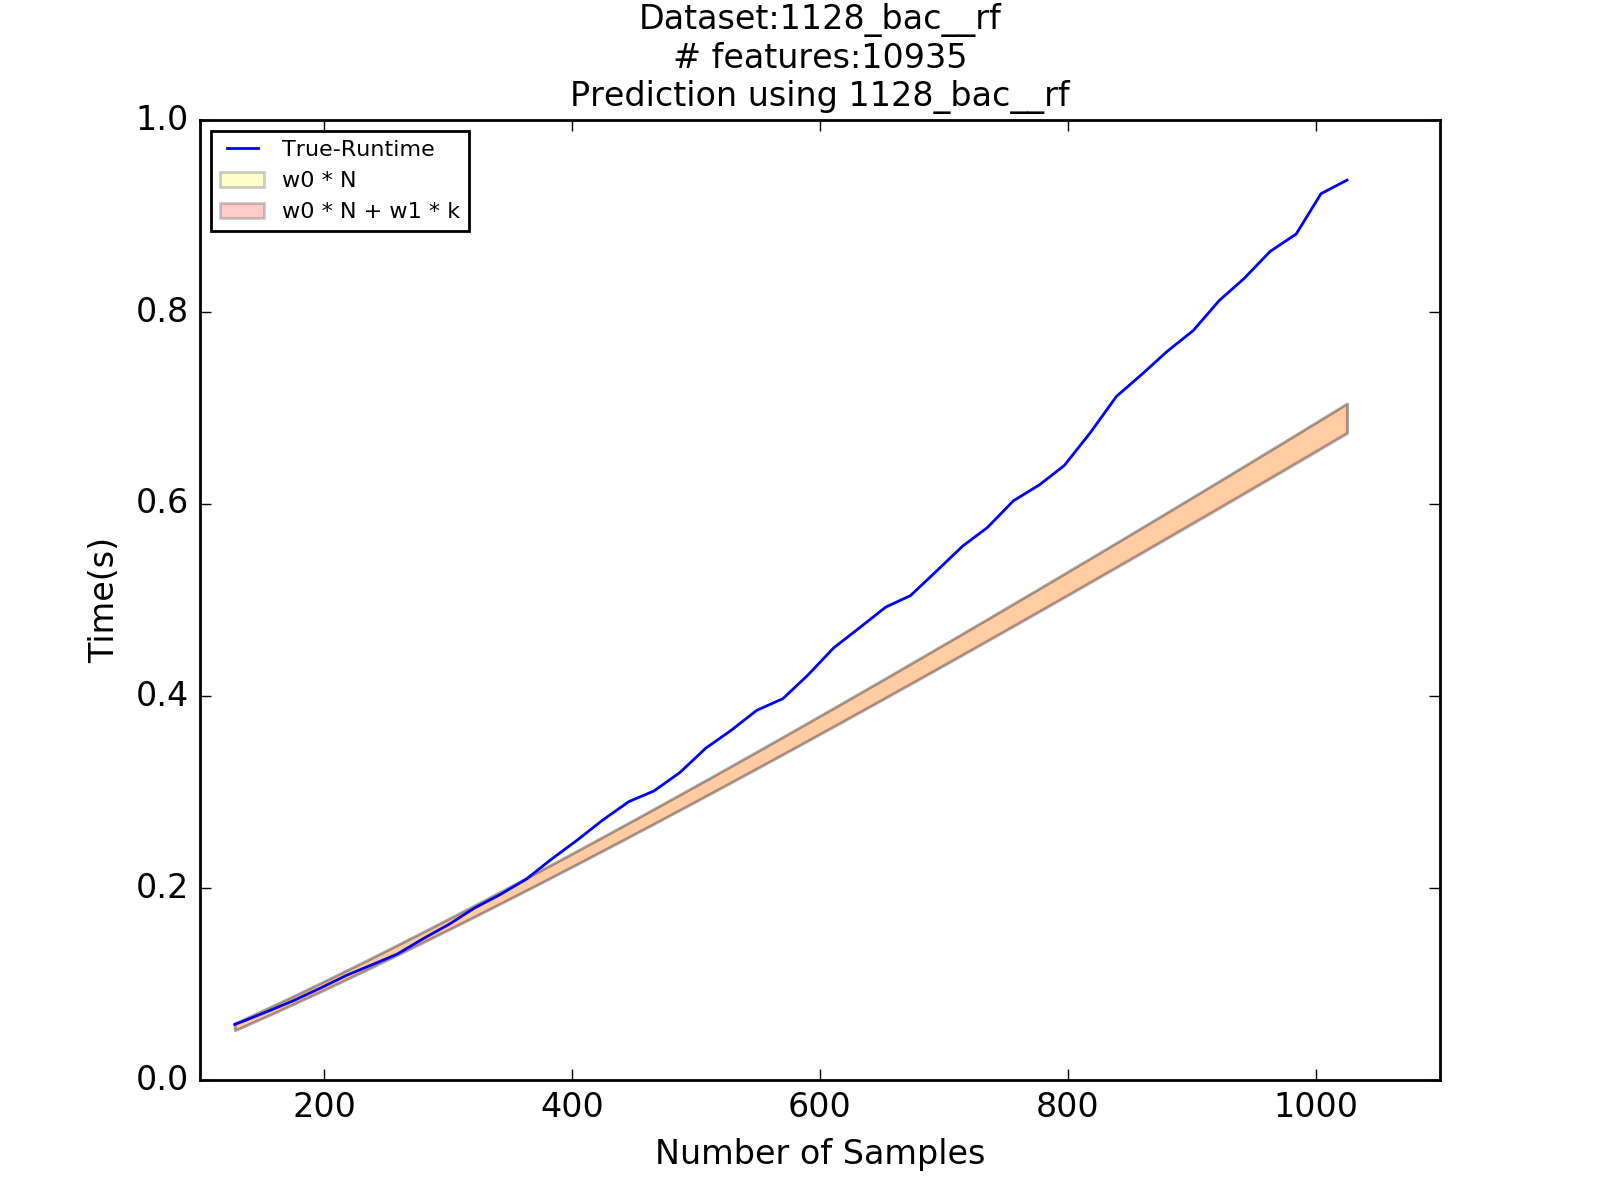 Dataset:1128_bac__rf
# features:10935
Prediction using 1128_bac__rf
1.0
True-Runtime
w0 * N
w0 * N + w1 * k
0.8
0.6
0.4
0.2
0.0
Time(s)
200 400 600 800 1000
Number of Samples